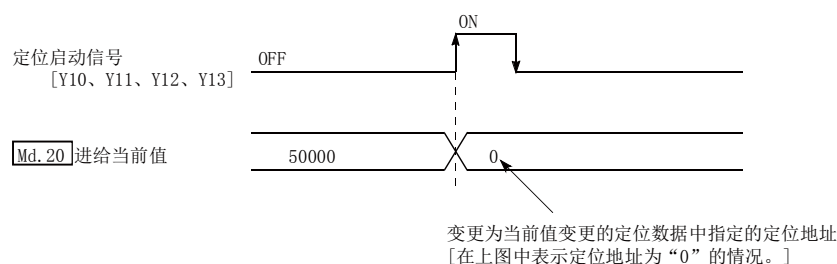 ON
定位启动信号 OFF
[Y10、Y11、Y12、Y13]
Md.20 进给当前值 50000 0
变更为当前值变更的定位数据中指定的定位地址
[在上图中表示定位地址为“0”的情况。]